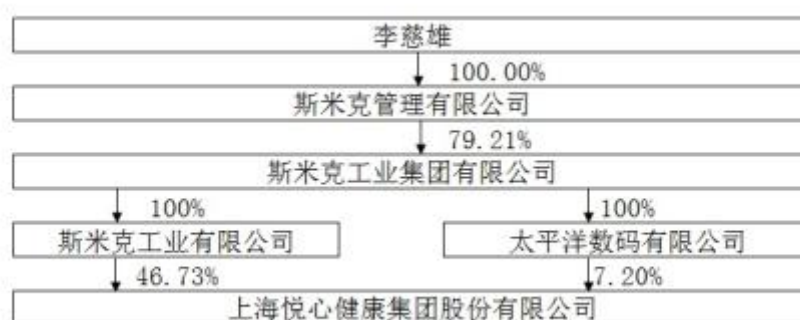 李慈雄
100.00%
斯米克管理有限公司
79.21%
斯米克工业集团有限公司
100% 100%
斯米克工业有限公司 太平洋数码有限公司
46.73% 7.20%
上海悦心健康集团股份有限公司